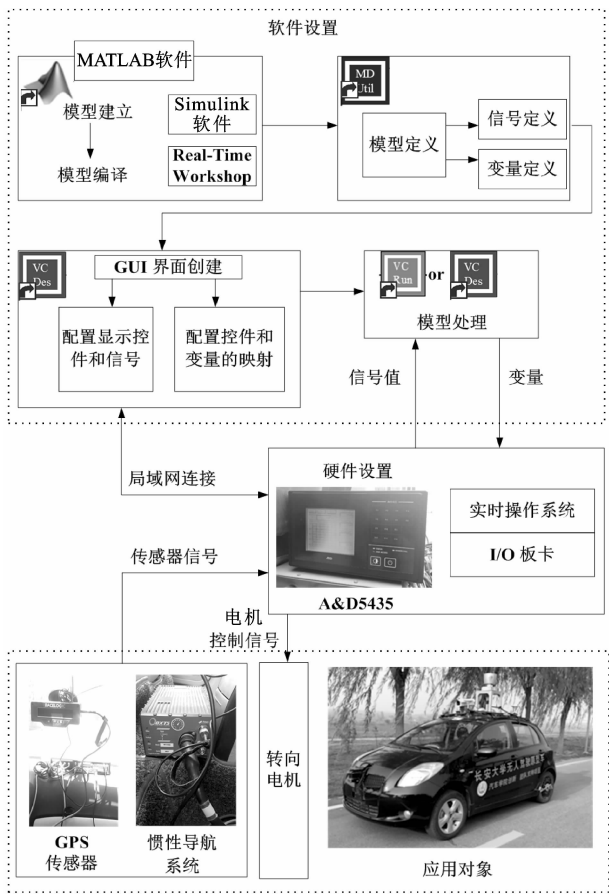 软件设置
MATLAB软件
模型建立
模型编译
Simulink
软件
Real-Time
Workshop
MD
Util
模型定义
信号定义
变量定义
VC
Des
GUI 界面创建
配置显示控
件和信号
配置控件和
变量的映射
VC
Run
or
VC
Des
模型处理
信号值
变量
局域网连接
硬件设置
A&D5435
实时操作系统
I/O 板卡
传感器信号
电机
控制信号
GPS
传感器
惯性导航
系统
转向
电机
长安大学无人驾驶
应用对象